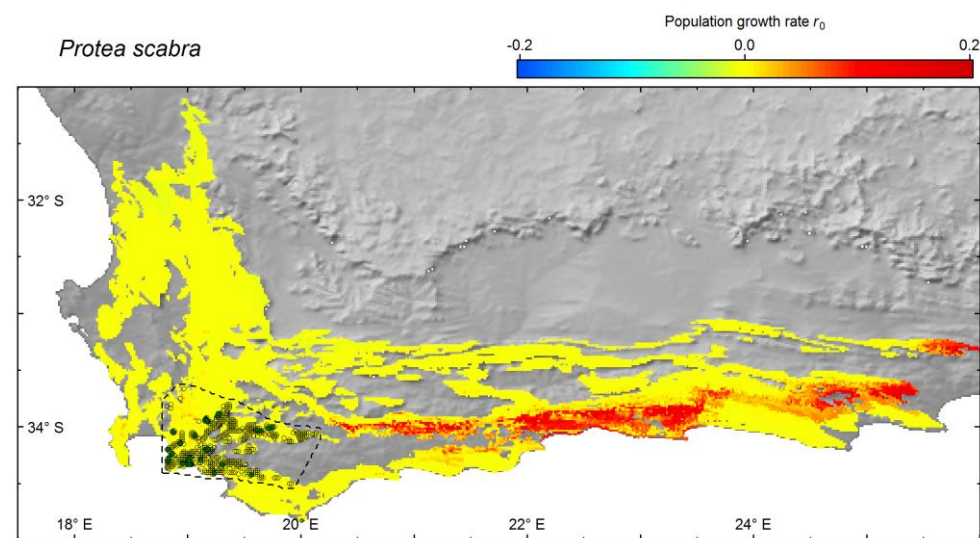 Population growth rate r0
Protea scabra
-0.2 0.0 0.2
32° S
34° S
18° E 20° E 22° E 24° E